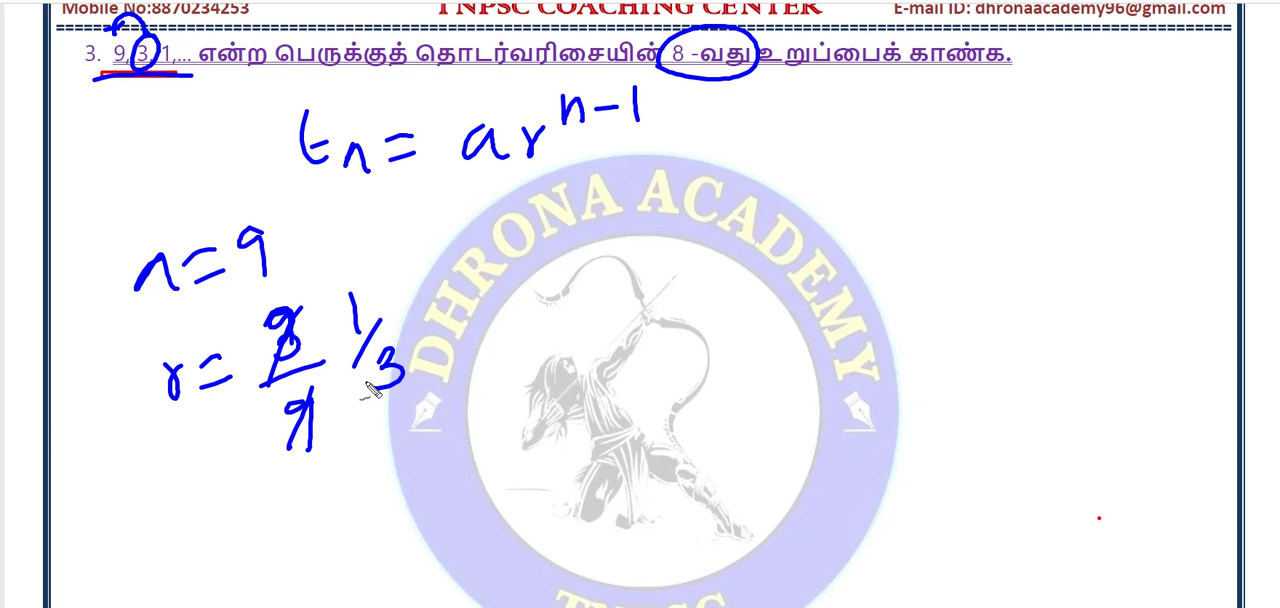 Mobile No:8870234253 TNPSC COACHING CENTER E-mail ID: dhronaacademy96@gmail.com
3. 9, 3, 1,... என்ற பெருக்குத் தொடர்வரிசையின் 8 -வது உறுப்பைக் காண்க.
tn = ar^n-1
a = 9
r = 3/9 1/3
DHRONA ACADEMY
TNPSC